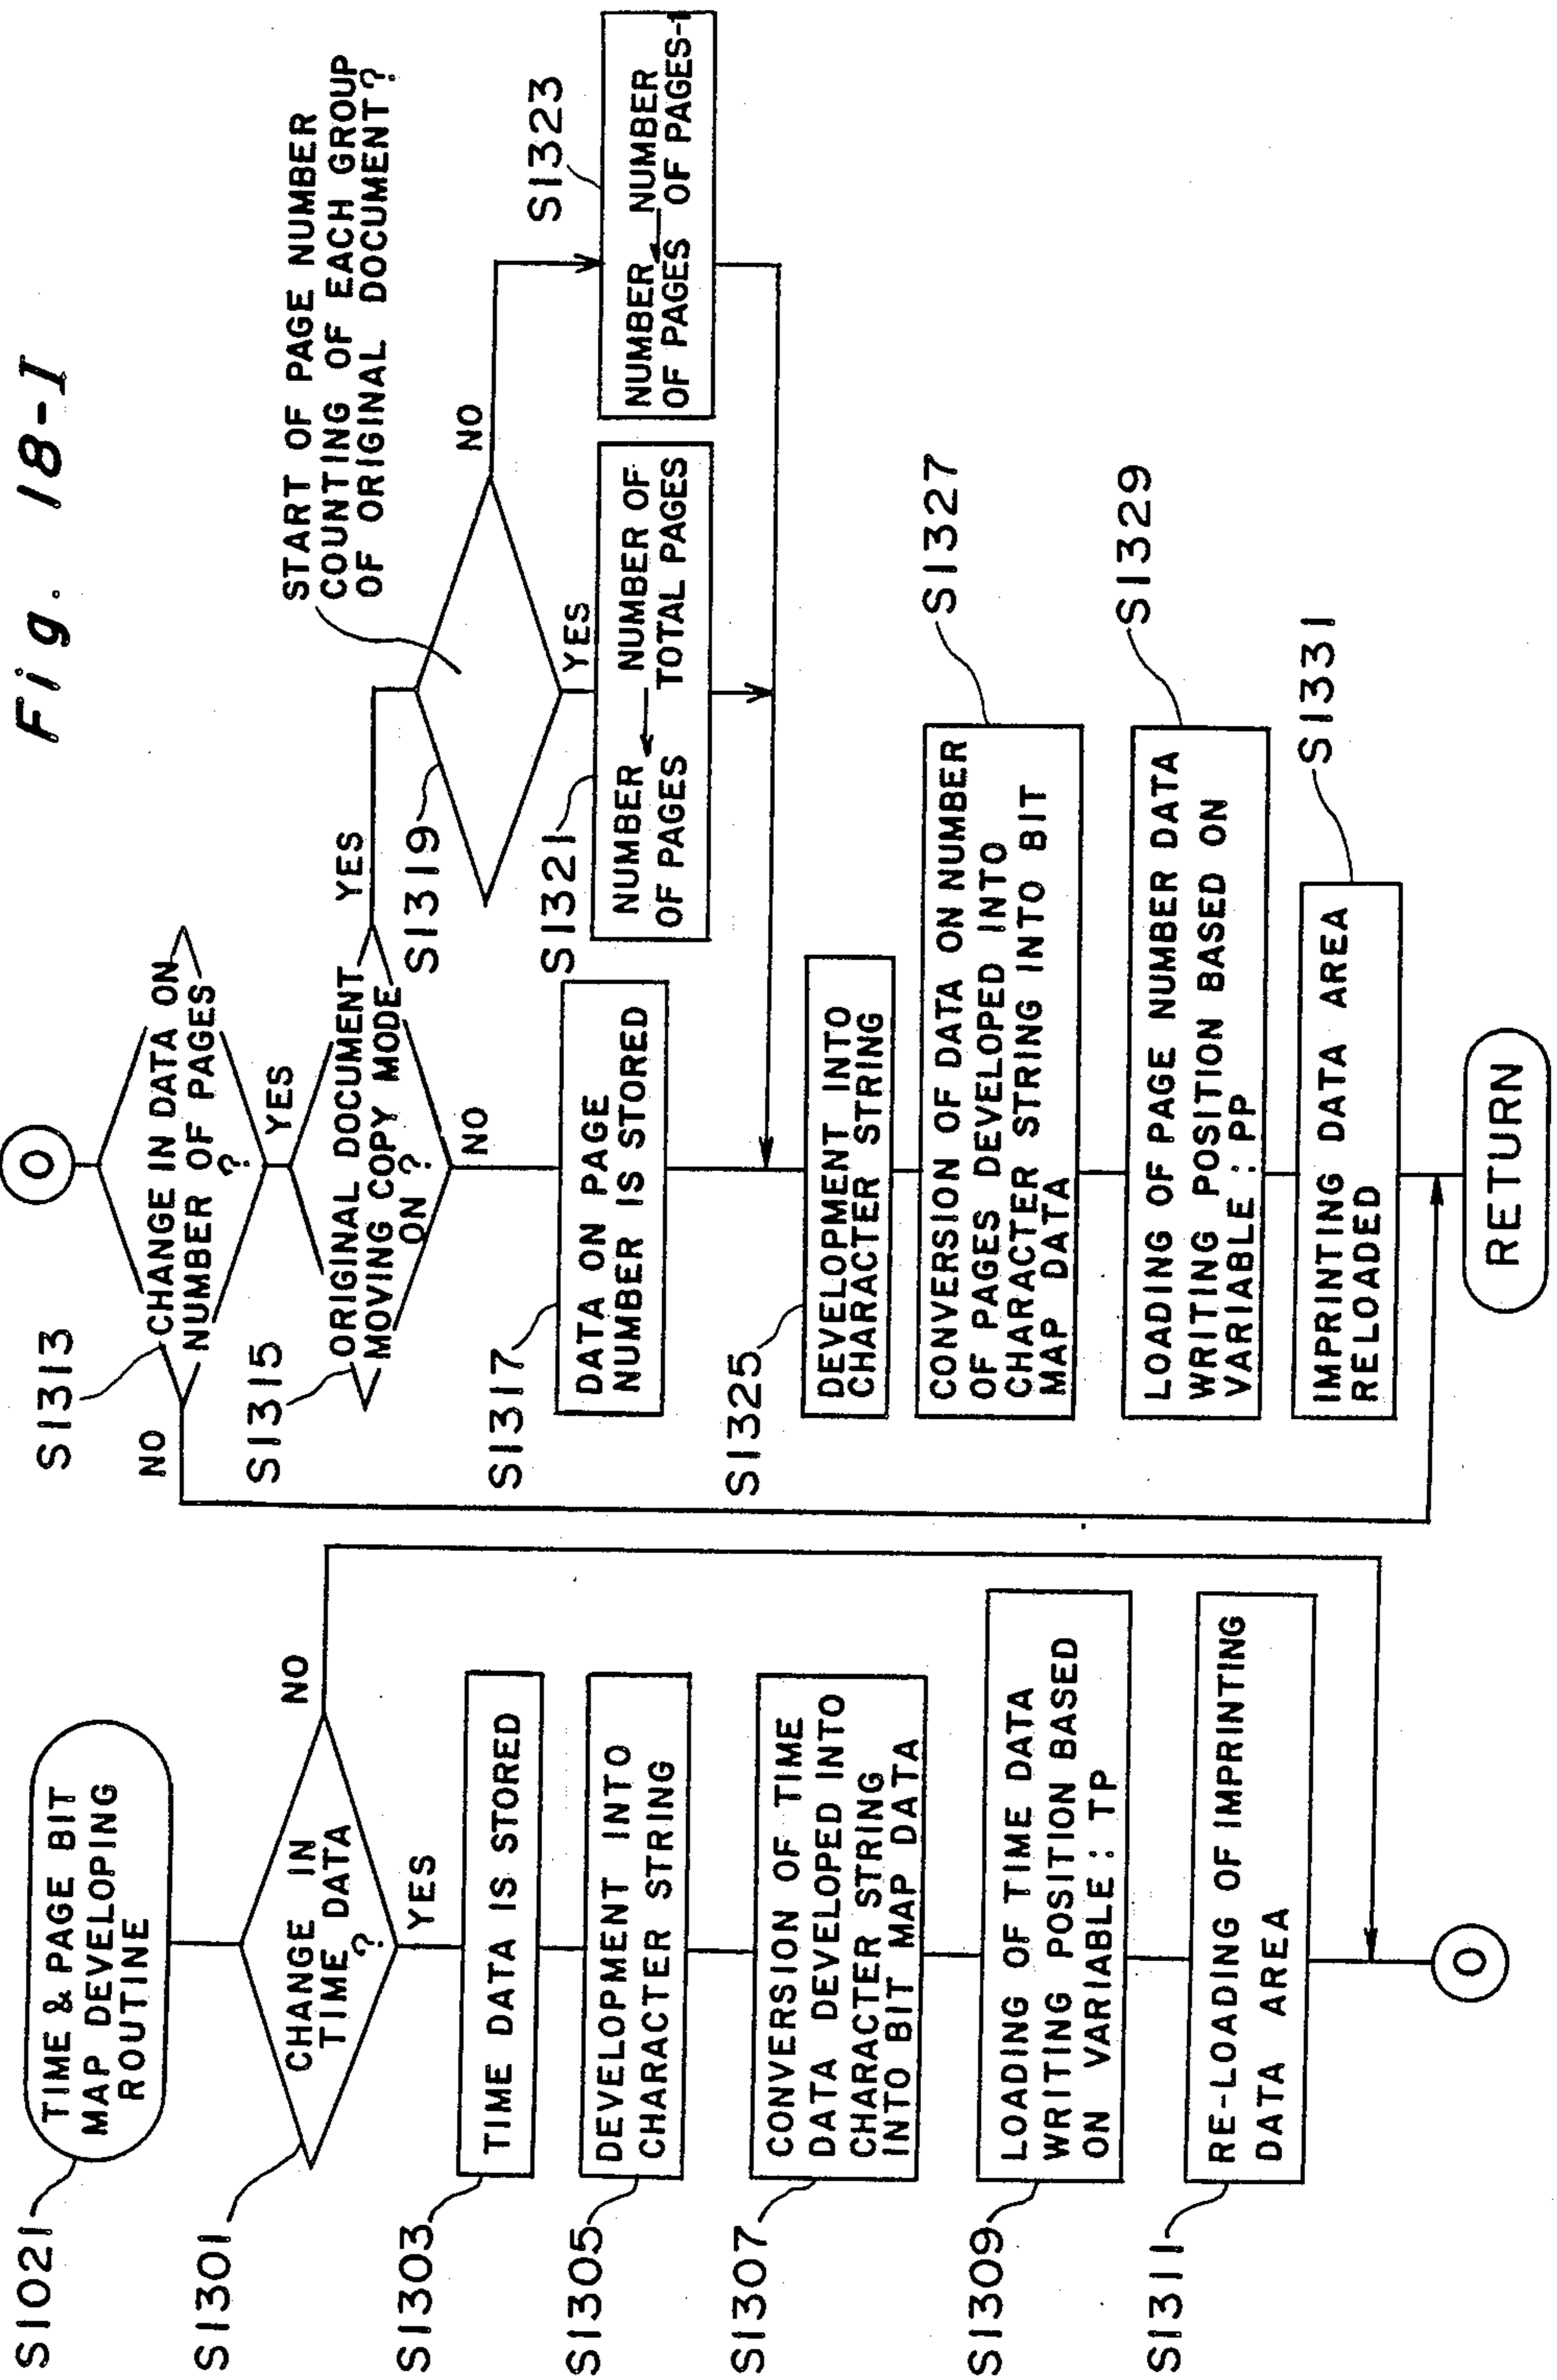 Fig. 18-I
S1021
TIME & PAGE BIT
MAP DEVELOPING
ROUTINE
S1301
CHANGE IN
TIME DATA
?
NO
YES
S1303
TIME DATA IS STORED
S1305
DEVELOPMENT INTO
CHARACTER STRING
S1307
CONVERSION OF TIME
DATA DEVELOPED INTO
CHARACTER STRING
INTO BIT MAP DATA
S1309
LOADING OF TIME DATA
WRITING POSITION BASED
ON VARIABLE : TP
S1311
RE-LOADING OF IMPRINTING
DATA AREA
O
O
S1313
CHANGE IN DATA ON
NUMBER OF PAGES
?
NO
YES
S1315
ORIGINAL DOCUMENT
MOVING COPY MODE
ON ?
YES
NO
S1317
DATA ON PAGE
NUMBER IS STORED
START OF PAGE NUMBER
COUNTING OF EACH GROUP
OF ORIGINAL DOCUMENT?
S1319
NO
YES
S1321
NUMBER ← NUMBER OF
OF PAGES TOTAL PAGES
S1323
NUMBER ← NUMBER
OF PAGES OF PAGES-1
S1325
DEVELOPMENT INTO
CHARACTER STRING
S1327
CONVERSION OF DATA ON NUMBER
OF PAGES DEVELOPED INTO
CHARACTER STRING INTO BIT
MAP DATA
S1329
LOADING OF PAGE NUMBER DATA
WRITING POSITION BASED ON
VARIABLE : PP
S1331
IMPRINTING DATA AREA
RELOADED
RETURN